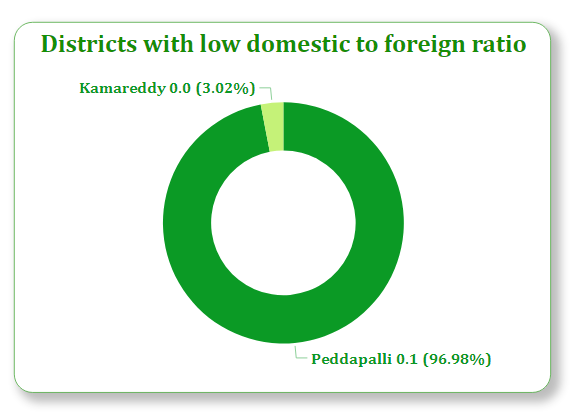 Districts with low domestic to foreign ratio
Kamareddy 0.0 (3.02%)
Peddapalli 0.1 (96.98%)